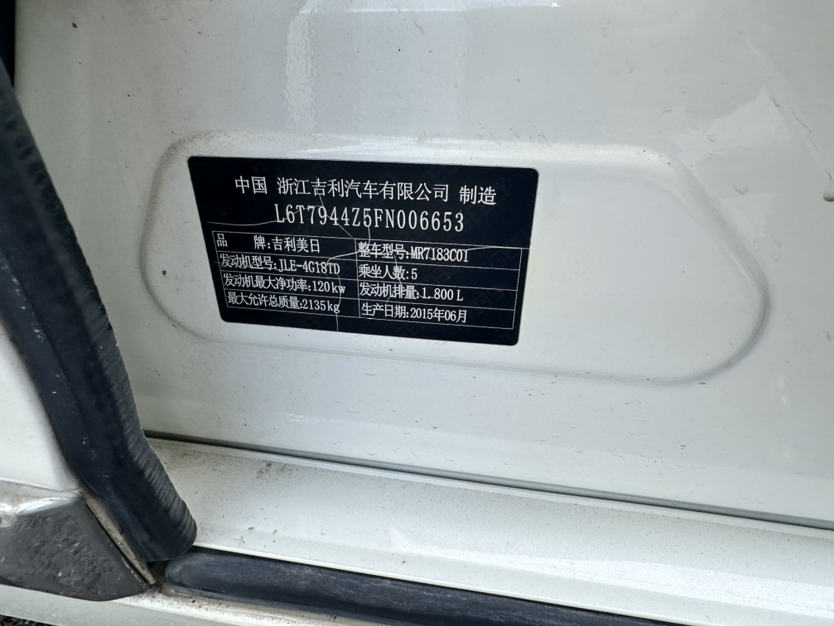 中国 浙江吉利汽车有限公司 制造
L6T7944Z5FN006653
品 牌:吉利美日 整车型号:MR7183C01
发动机型号:JLE-4G18TD 乘坐人数:5
发动机最大净功率:120kw 发动机排量:1.800L
最大允许总质量:2135kg 生产日期:2015年06月